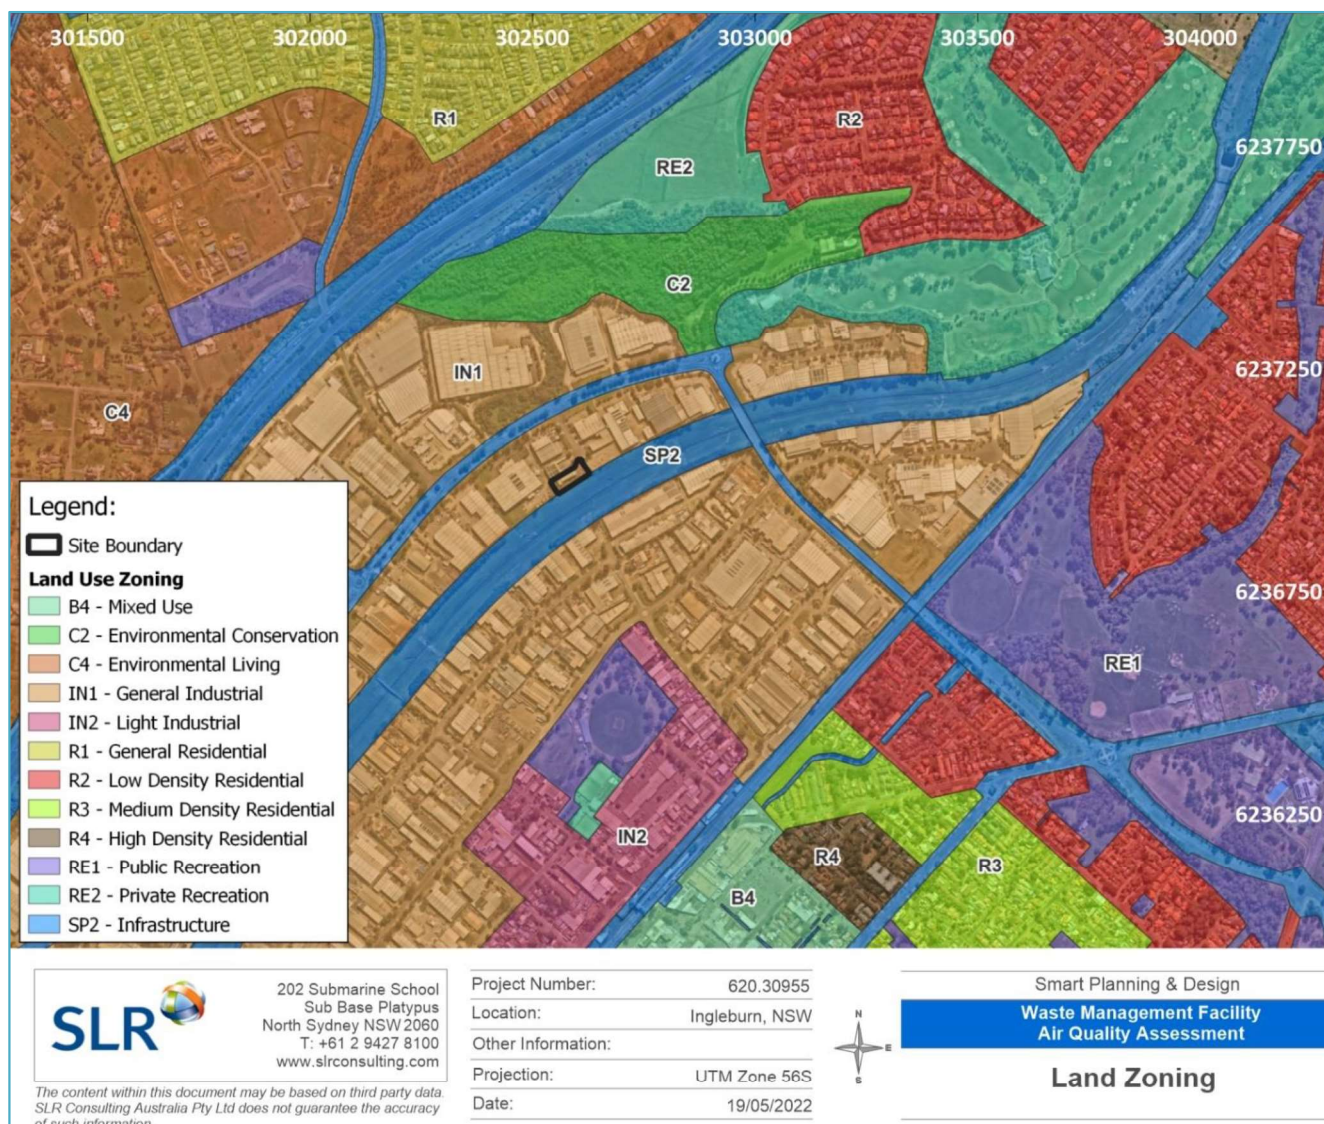 301500 302000 302500 303000 303500 304000
R1
R2
6237750
RE2
C2
6237250
IN1
C4
SP2
6236750
RE1
6236250
IN2
R4
R3
B4
Legend:
Site Boundary
Land Use Zoning
B4 - Mixed Use
C2 - Environmental Conservation
C4 - Environmental Living
IN1 - General Industrial
IN2 - Light Industrial
R1 - General Residential
R2 - Low Density Residential
R3 - Medium Density Residential
R4 - High Density Residential
RE1 - Public Recreation
RE2 - Private Recreation
SP2 - Infrastructure
SLR
202 Submarine School
Sub Base Platypus
North Sydney NSW 2060
T: +61 2 9427 8100
www.slrconsulting.com
The content within this document may be based on third party data.
SLR Consulting Australia Pty Ltd does not guarantee the accuracy
of such information
Project Number: 620.30955
Location: Ingleburn, NSW
Other Information:
Projection: UTM Zone 56S
Date: 19/05/2022
N
E
S
Smart Planning & Design
Waste Management Facility
Air Quality Assessment
Land Zoning